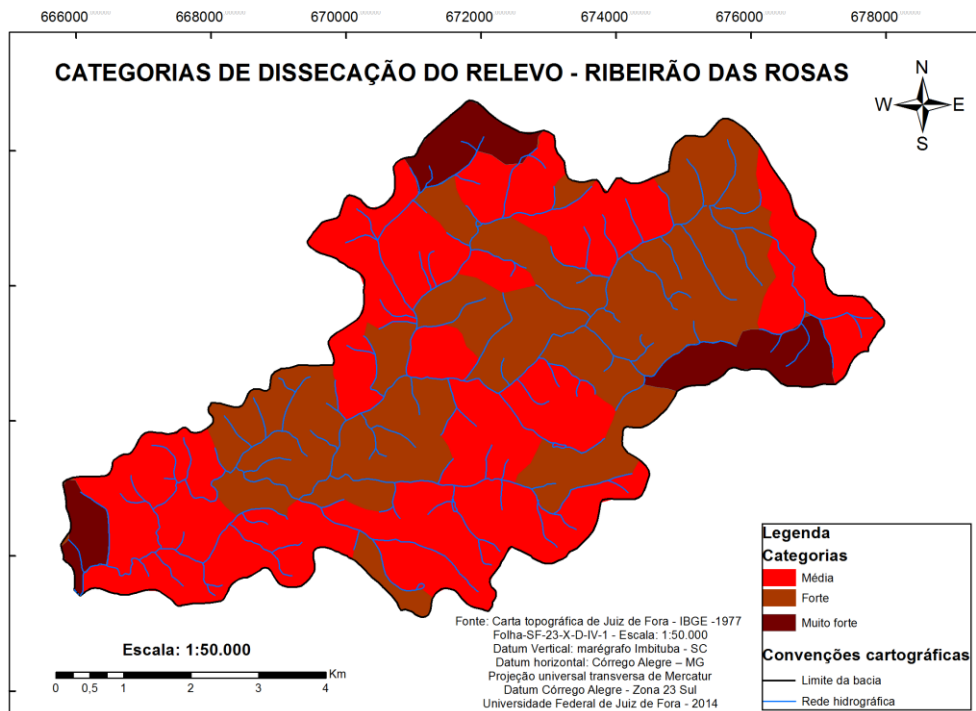 666000 668000 670000 672000 674000 676000 678000
CATEGORIAS DE DISSECAÇÃO DO RELEVO - RIBEIRÃO DAS ROSAS
N
W E
S
Legenda
Categorias
Média
Forte
Muito forte
Convenções cartográficas
Limite da bacia
Rede hidrográfica
Fonte: Carta topográfica de Juiz de Fora - IBGE -1977
Folha-SF-23-X-D-IV-1 - Escala: 1:50.000
Datum Vertical: marégrafo Imbituba - SC
Datum horizontal: Córrego Alegre – MG
Projeção universal transversa de Mercatur
Datum Córrego Alegre - Zona 23 Sul
Universidade Federal de Juiz de Fora - 2014
Escala: 1:50.000
Km
0 0,5 1 2 3 4